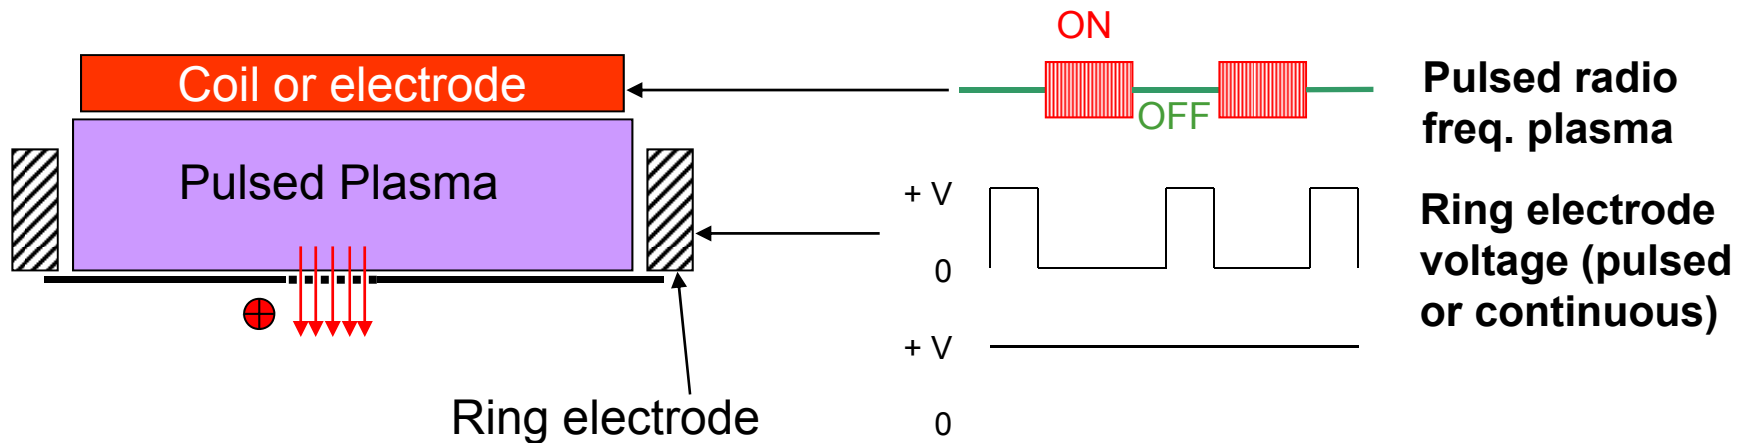 ON
Coil or electrode
OFF
Pulsed radio
freq. plasma
Pulsed Plasma
+ V
0
Ring electrode
voltage (pulsed
or continuous)
+ V
0
Ring electrode